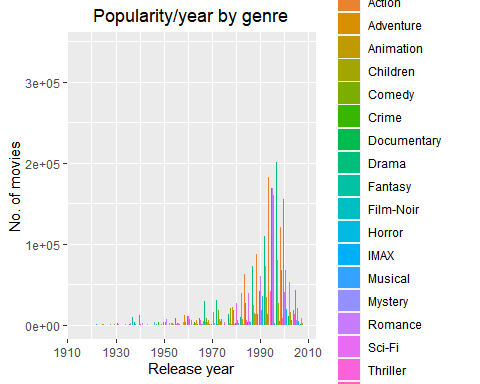 Popularity/year by genre
No. of movies
3e+05
2e+05
1e+05
0e+00
1910
1930
1950
1970
1990
2010
Release year
Action
Adventure
Animation
Children
Comedy
Crime
Documentary
Drama
Fantasy
Film-Noir
Horror
IMAX
Musical
Mystery
Romance
Sci-Fi
Thriller